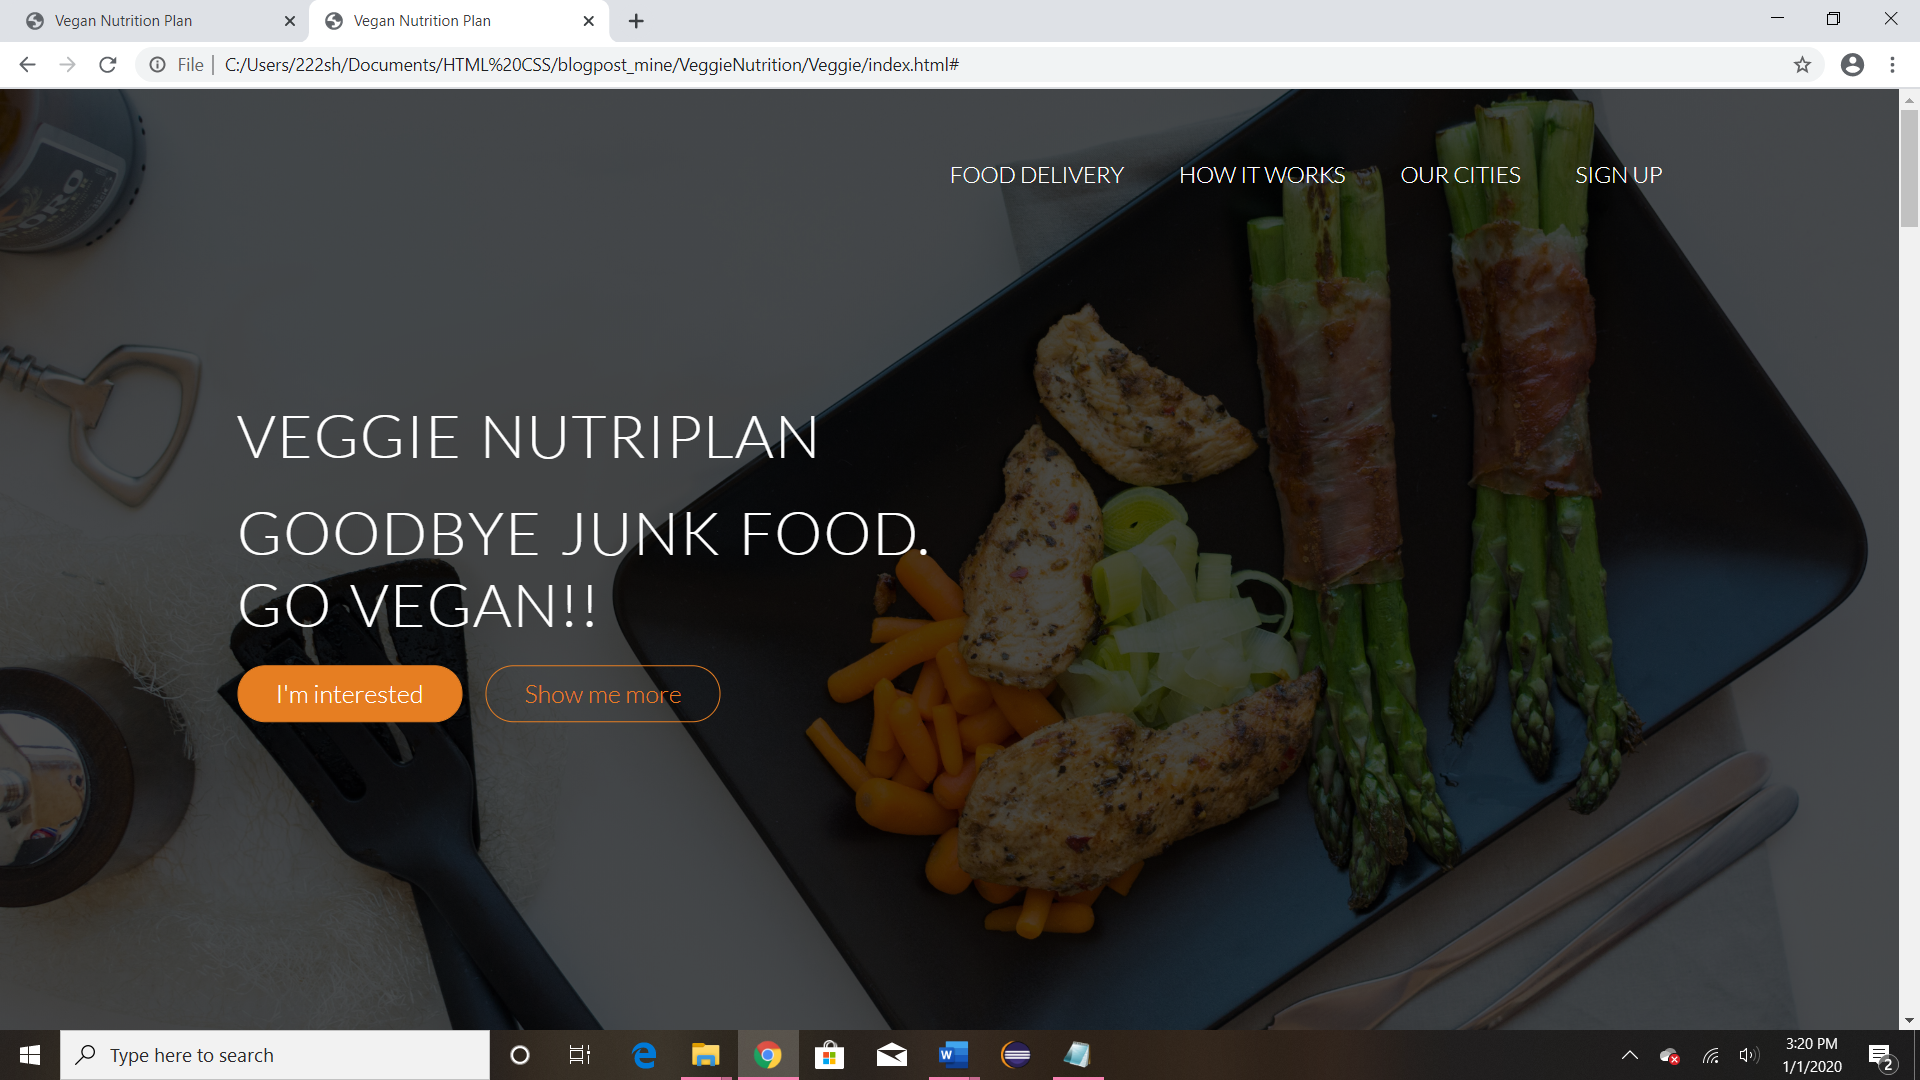 Vegan Nutrition Plan
Vegan Nutrition Plan
File
C:/Users/222sh/Documents/HTML%20CSS/blogpost_mine/VeggieNutrition/Veggie/index.html#
FOOD DELIVERY
HOW IT WORKS
OUR CITIES
SIGN UP
VEGGIE NUTRIPLAN
GOODBYE JUNK FOOD.
GO VEGAN!!
I'm interested
Show me more
Type here to search
W
3:20 PM
1/1/2020
2